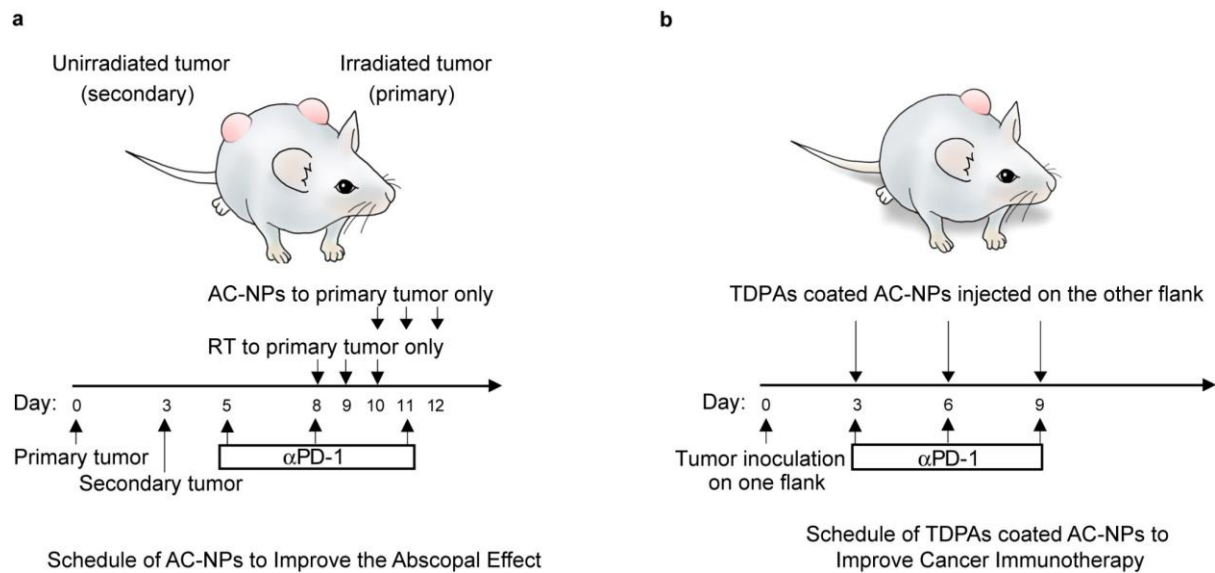 a
Unirradiated tumor
(secondary)
Irradiated tumor
(primary)
AC-NPs to primary tumor only
RT to primary tumor only
Day: 0 3 5 8 9 10 11 12
Primary tumor
Secondary tumor
αPD-1
Schedule of AC-NPs to Improve the Abscopal Effect
b
TDPAs coated AC-NPs injected on the other flank
Day: 0 3 6 9
Tumor inoculation
on one flank
αPD-1
Schedule of TDPAs coated AC-NPs to
Improve Cancer Immunotherapy